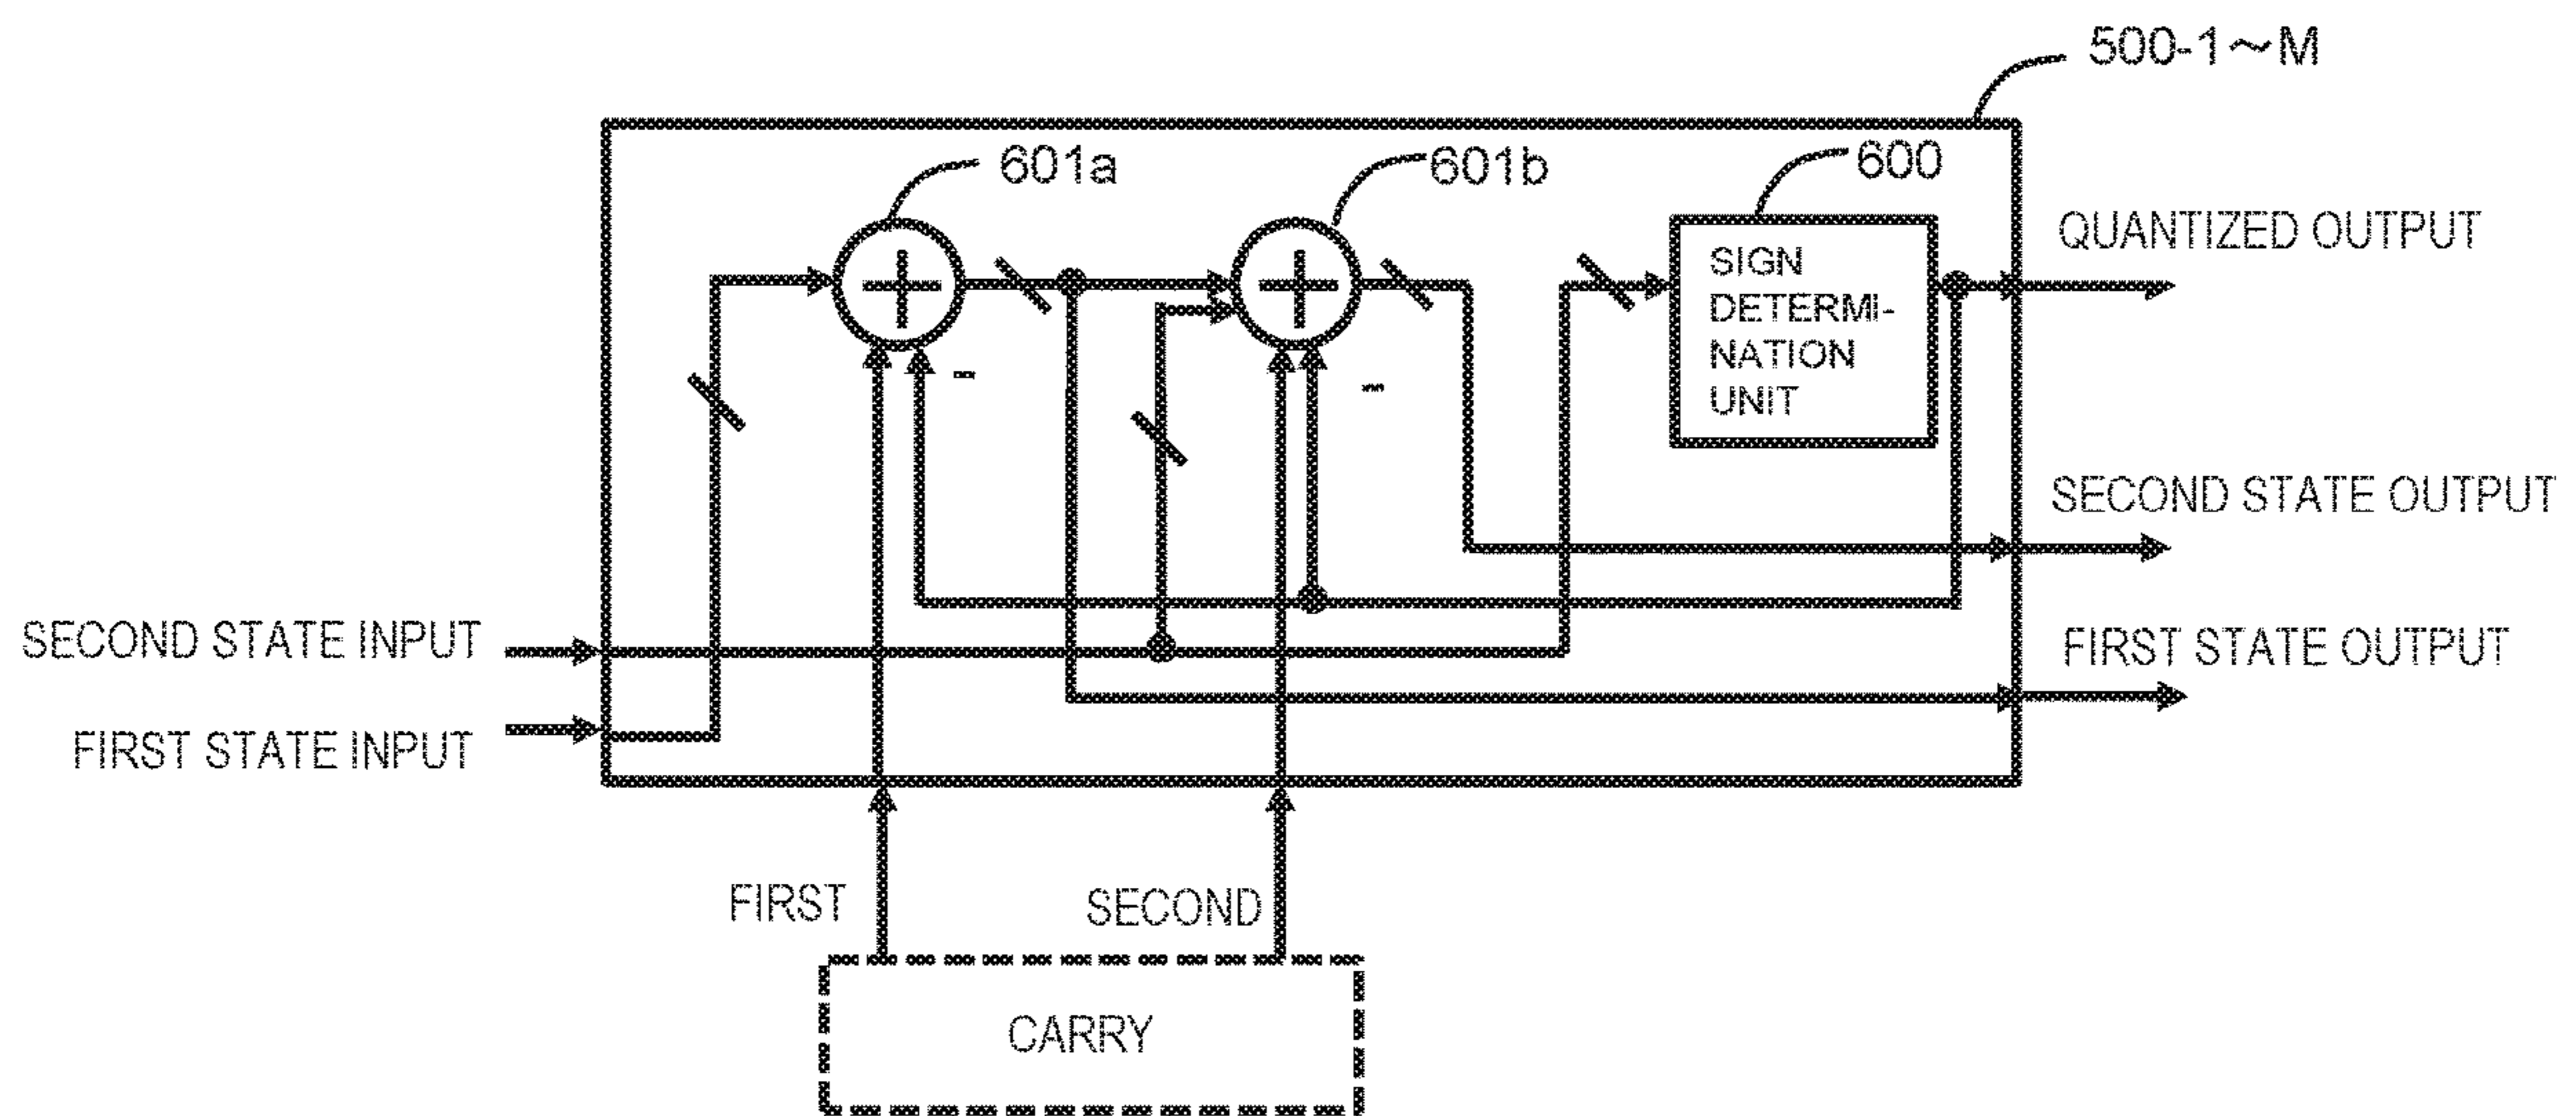 500-1～M
601a
601b
600
SIGN
DETERMI-
NATION
UNIT
QUANTIZED OUTPUT
SECOND STATE OUTPUT
FIRST STATE OUTPUT
SECOND STATE INPUT
FIRST STATE INPUT
-
-
FIRST
SECOND
CARRY